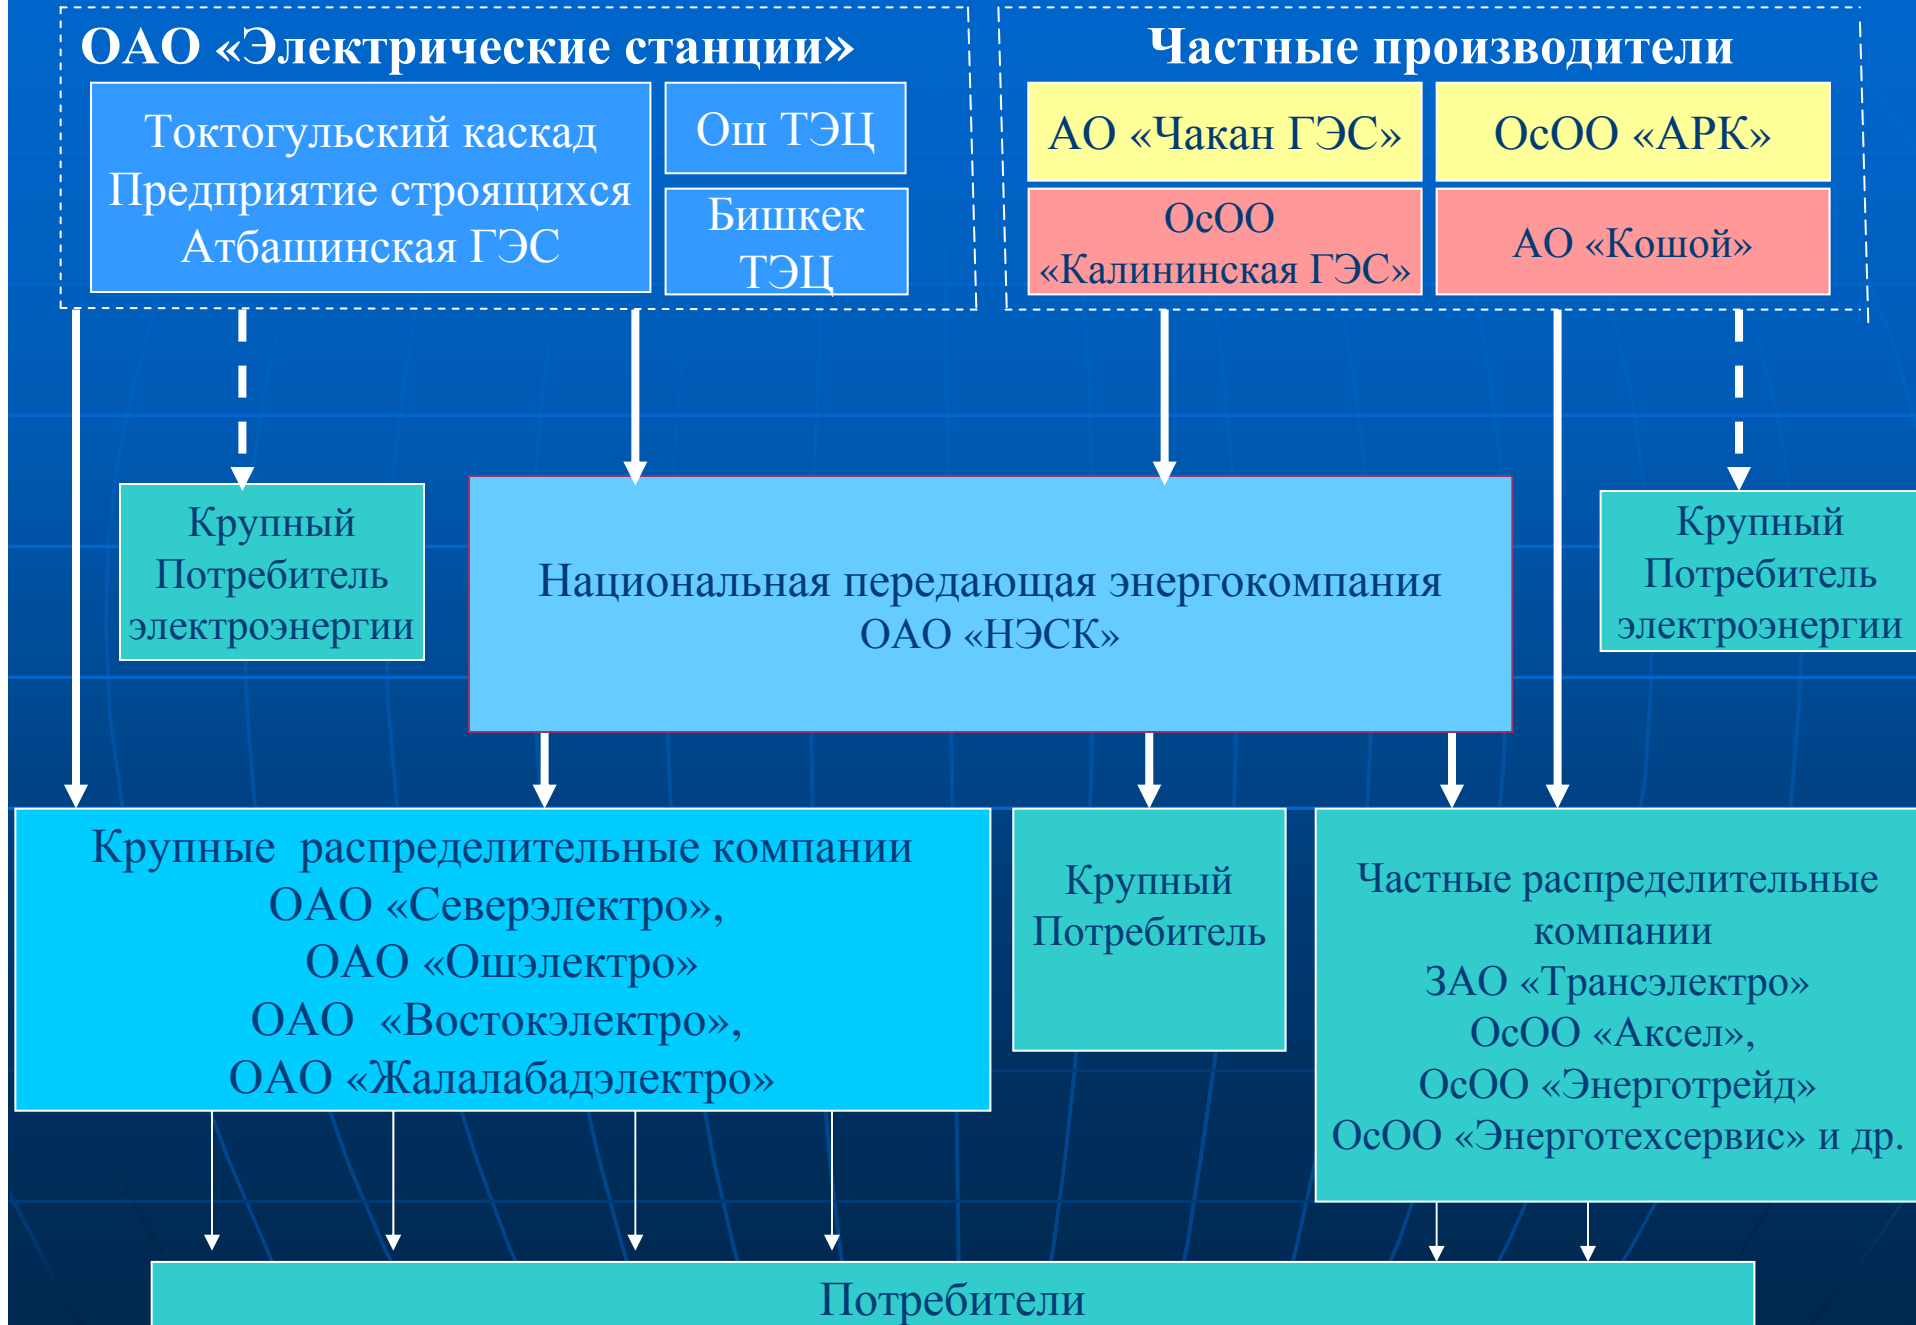 ОАО «Электрические станции»
Токтогульский каскад
Предприятие строящихся
Атбашинская ГЭС
Ош ТЭЦ
Бишкек
ТЭЦ
Частные производители
АО «Чакан ГЭС»
ОсОО «АРК»
ОсОО
«Калининская ГЭС»
АО «Кошой»
Крупный
Потребитель
электроэнергии
Национальная передающая энергокомпания
ОАО «НЭСК»
Крупный
Потребитель
электроэнергии
Крупные распределительные компании
ОАО «Северэлектро»,
ОАО «Ошэлектро»
ОАО «Востокэлектро»,
ОАО «Жалалабадэлектро»
Крупный
Потребитель
Частные распределительные
компании
ЗАО «Трансэлектро»
ОсОО «Аксел»,
ОсОО «Энерготрейд»
ОсОО «Энерготехсервис» и др.
Потребители